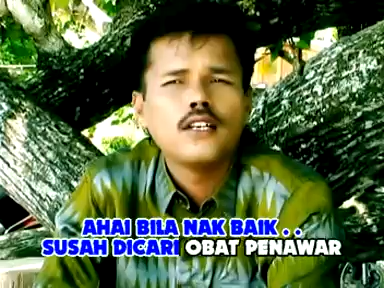 AHAI BILA NAK BAIK . .
SUSAH DICARI OBAT PENAWAR